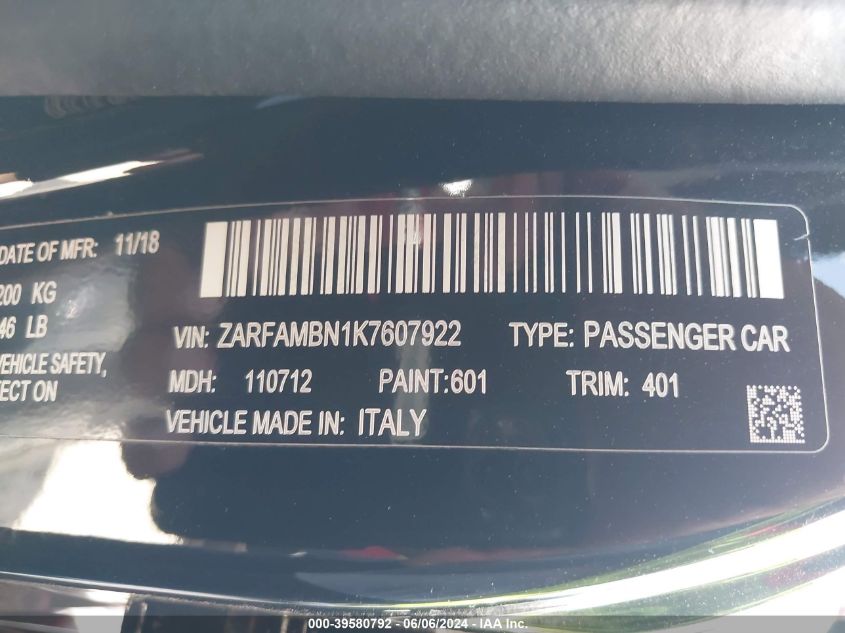 DATE OF MFR: 11/18
200 KG
46 LB
VEHICLE SAFETY,
TECT ON
VIN: ZARFAMBN1K7607922 TYPE: PASSENGER CAR
MDH: 110712 PAINT:601 TRIM: 401
VEHICLE MADE IN: ITALY
000-39580792 - 06/06/2024 - IAA Inc.